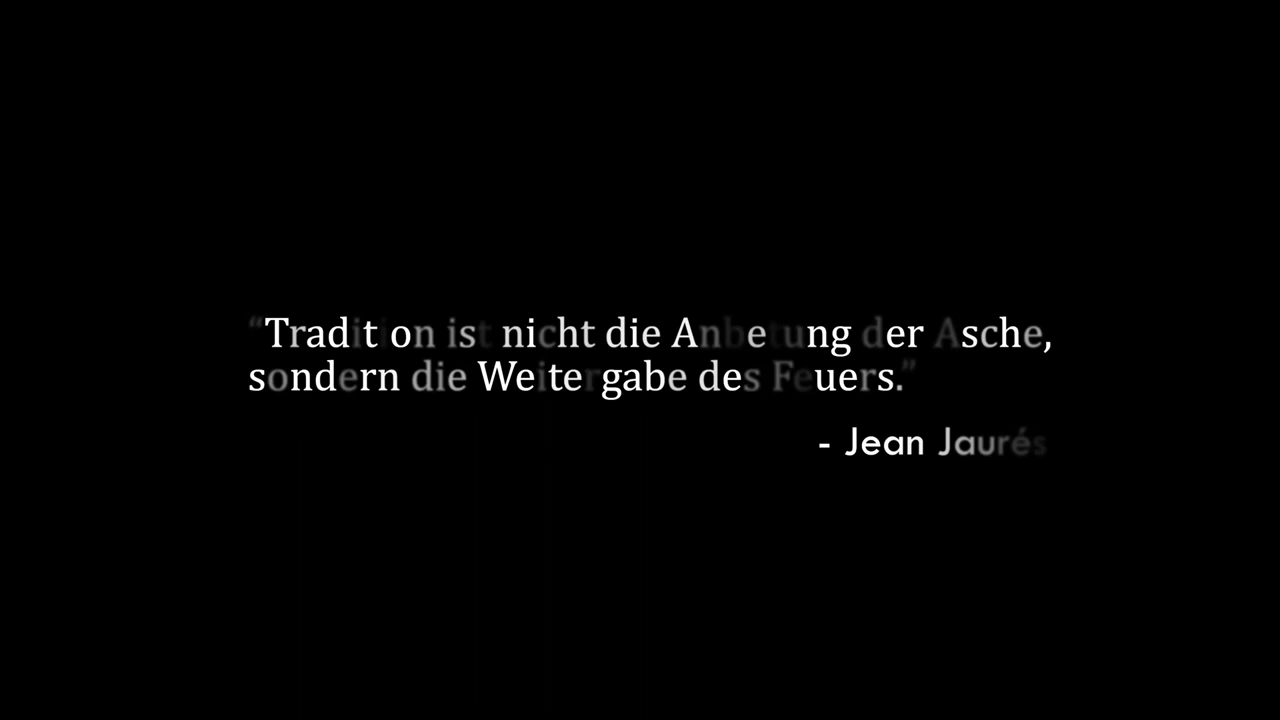 “Tradition ist nicht die Anbetung der Asche,
sondern die Weitergabe des Feuers.”
- Jean Jaurés